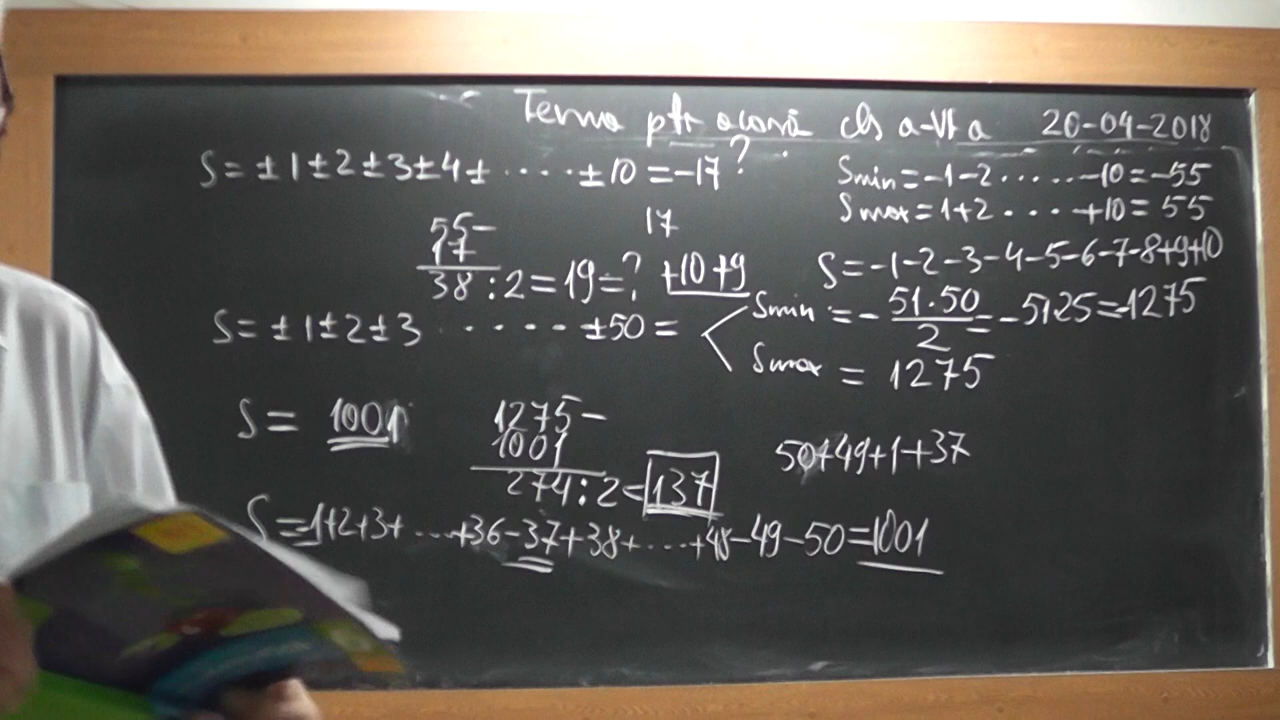 Tema ptr acasă cls a-VI a 20-04-2018
S = ± 1 ± 2 ± 3 ± 4 ± ..... ± 10 = -17 ?
Smin = -1-2 ......-10 = -55
Smax = 1+2 .... +10 = 55
55-
17
38 : 2 = 19 = ? +10+9
17
S = -1-2-3-4-5-6-7-8+9+10
S = ± 1 ± 2 ± 3 ...... ± 50 =
Smin = - 51.50 / 2 = -51.25 = -1275
Smax = 1275
S = 1001
1275-
1001
274 : 2 = 137
50+49+1+37
S = -1+2+3+ ....+36-37+38+....+48-49-50 = 1001